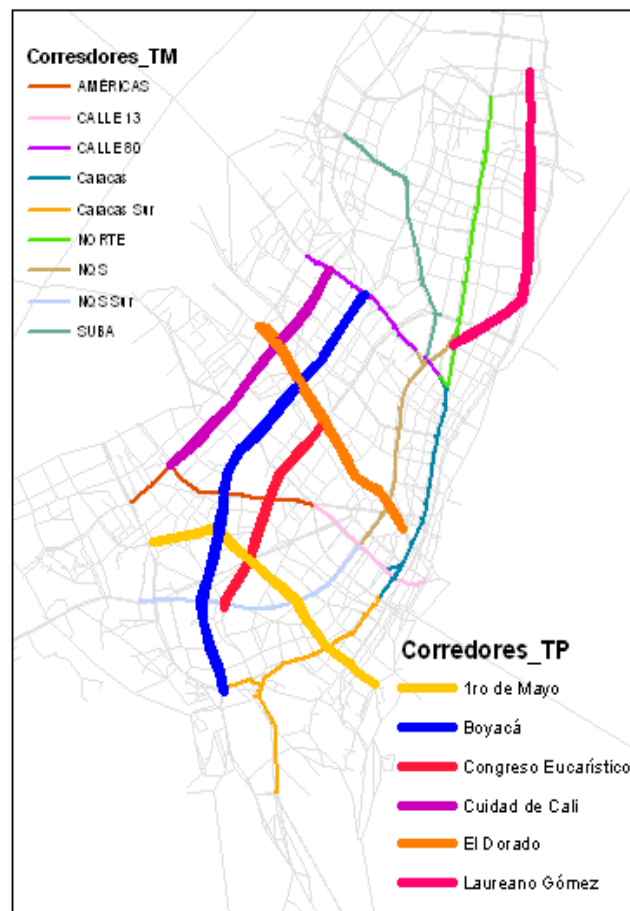 Corresdores_TM
AMÉRICAS
CALLE 13
CALLE 80
Caracas
Caracas Sur
NORTE
NQS
NQS Sur
SUBA
Corredores_TP
1ro de Mayo
Boyacá
Congreso Eucarístico
Cuidad de Cali
El Dorado
Laureano Gómez